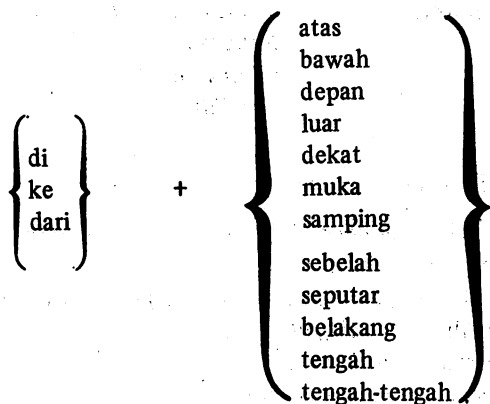 di
ke
dari
+
atas
bawah
depan
luar
dekat
muka
samping
sebelah
seputar
belakang
tengah
tengah-tengah